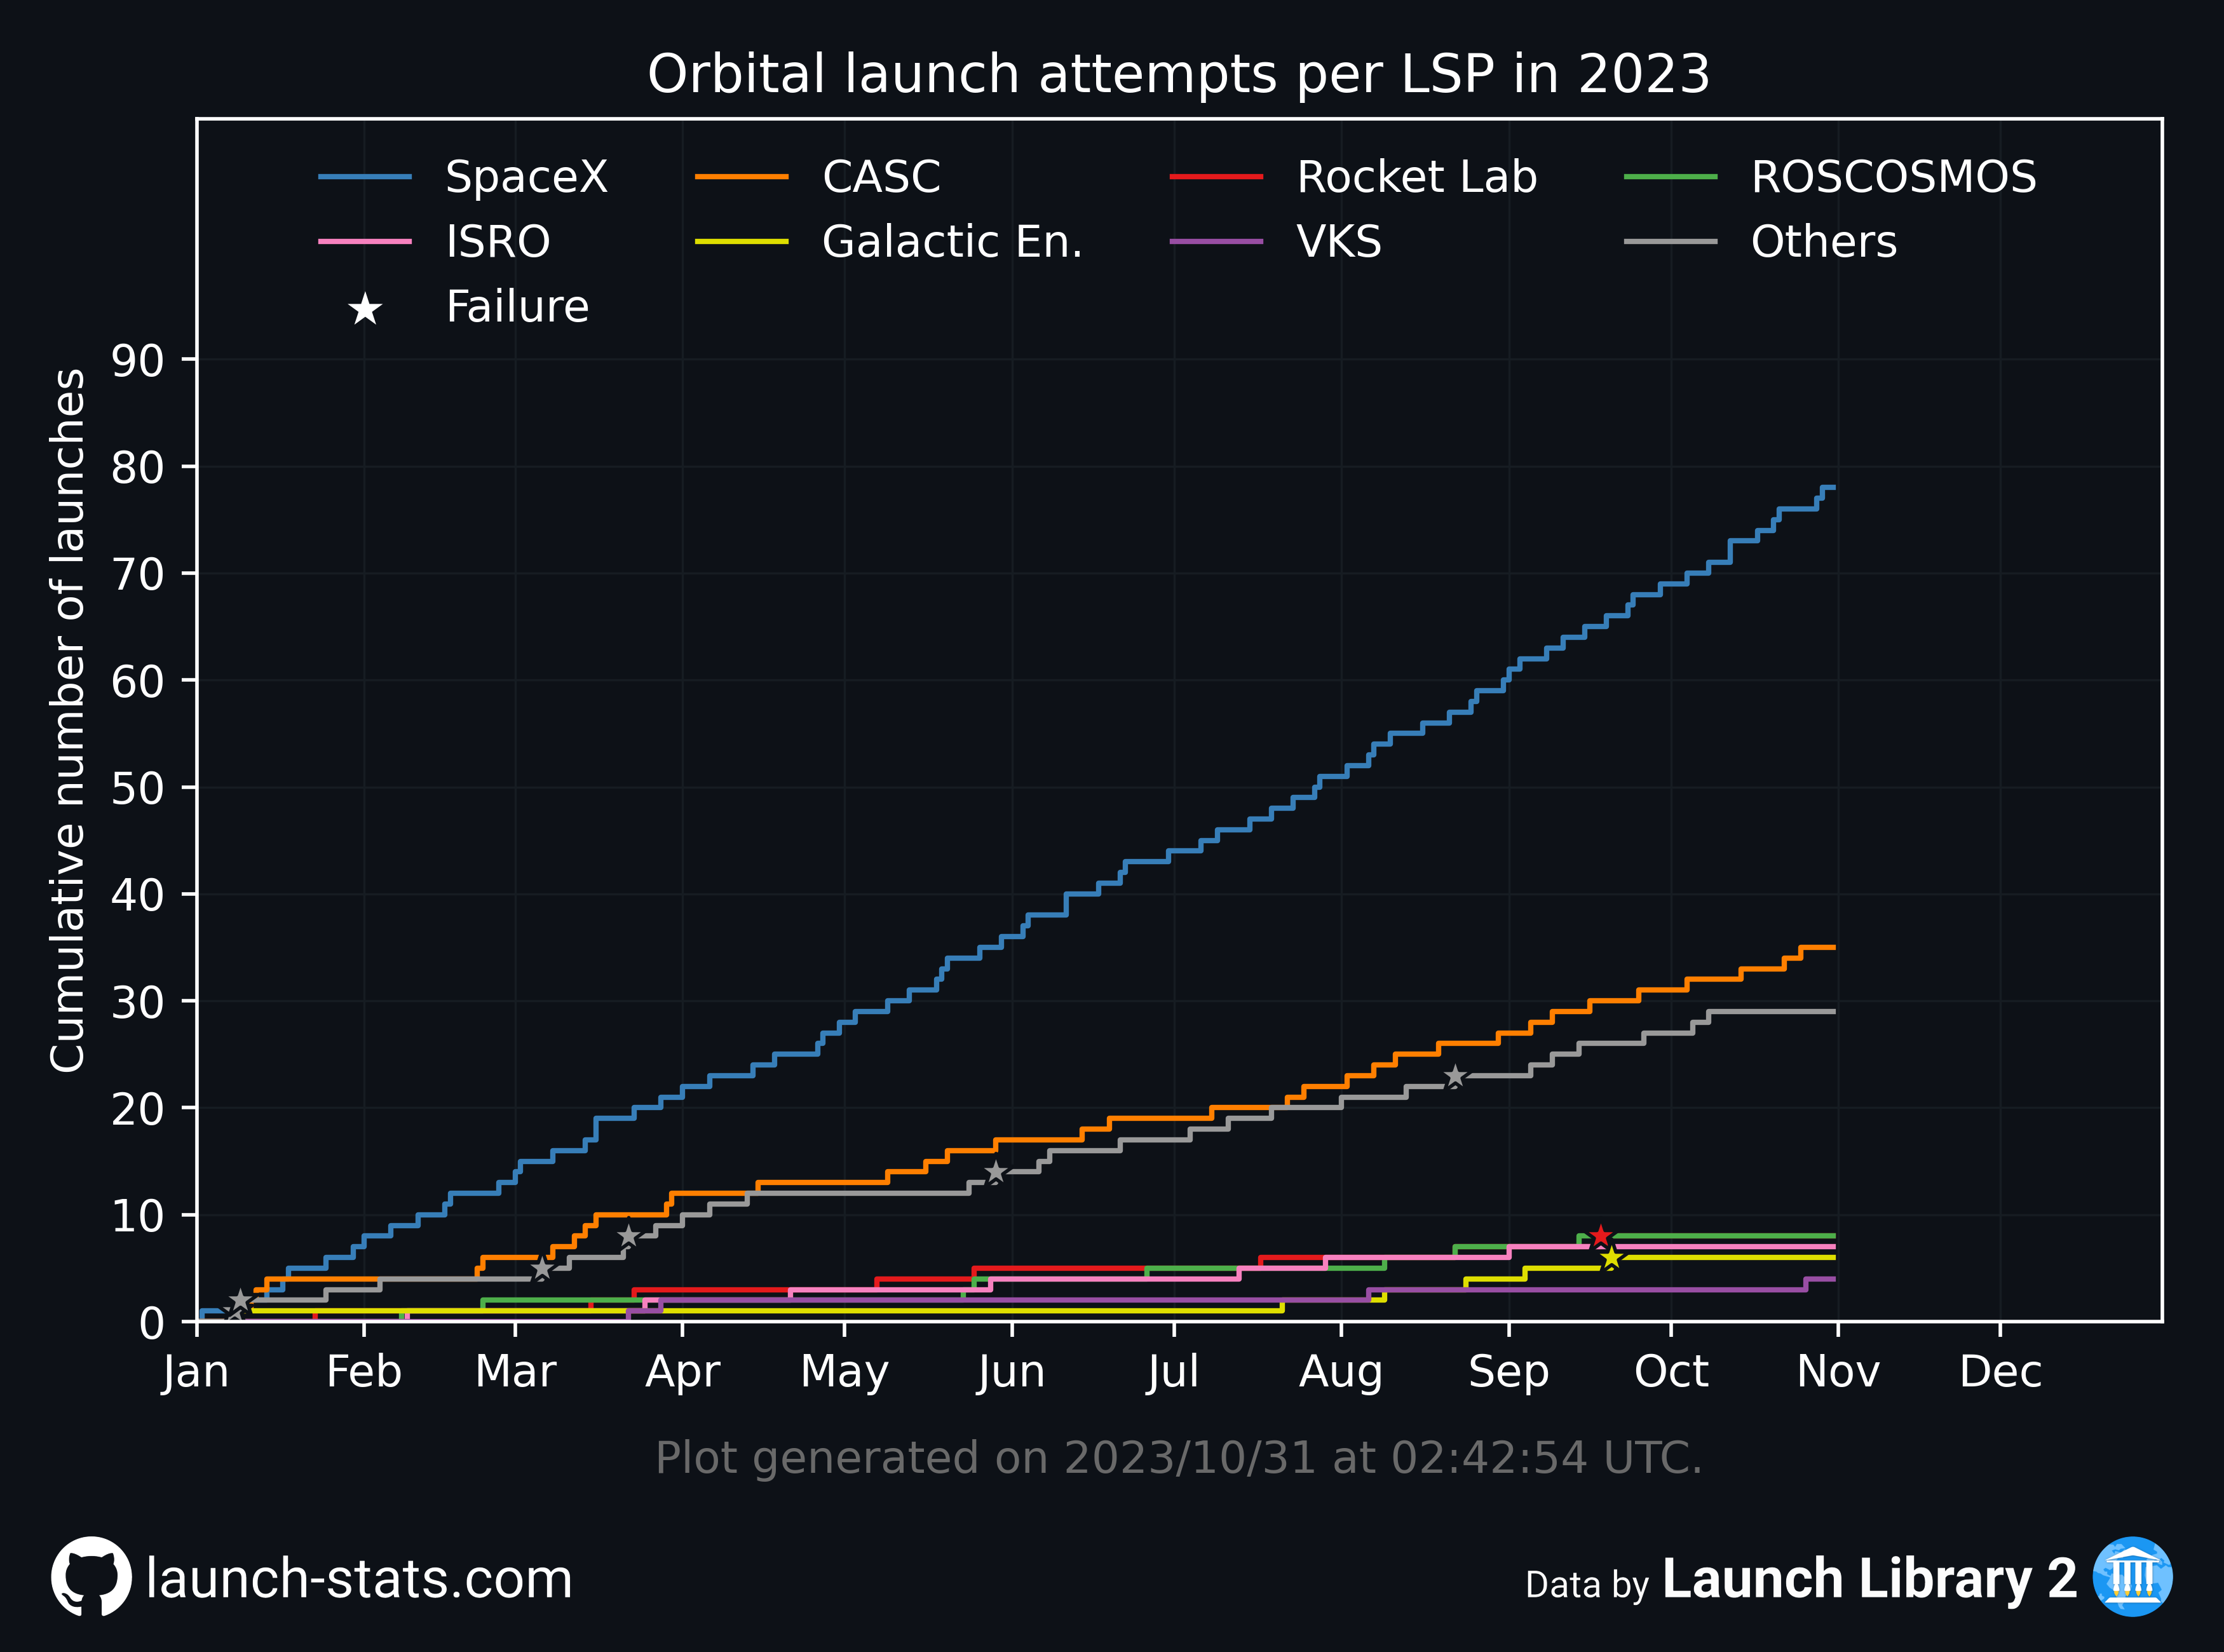 Orbital launch attempts per LSP in 2023
SpaceX CASC Rocket Lab ROSCOSMOS
ISRO Galactic En. VKS Others
Failure
Cumulative number of launches
90
80
70
60
50
40
30
20
10
0
Jan Feb Mar Apr May Jun Jul Aug Sep Oct Nov Dec
Plot generated on 2023/10/31 at 02:42:54 UTC.
launch-stats.com
Data by Launch Library 2